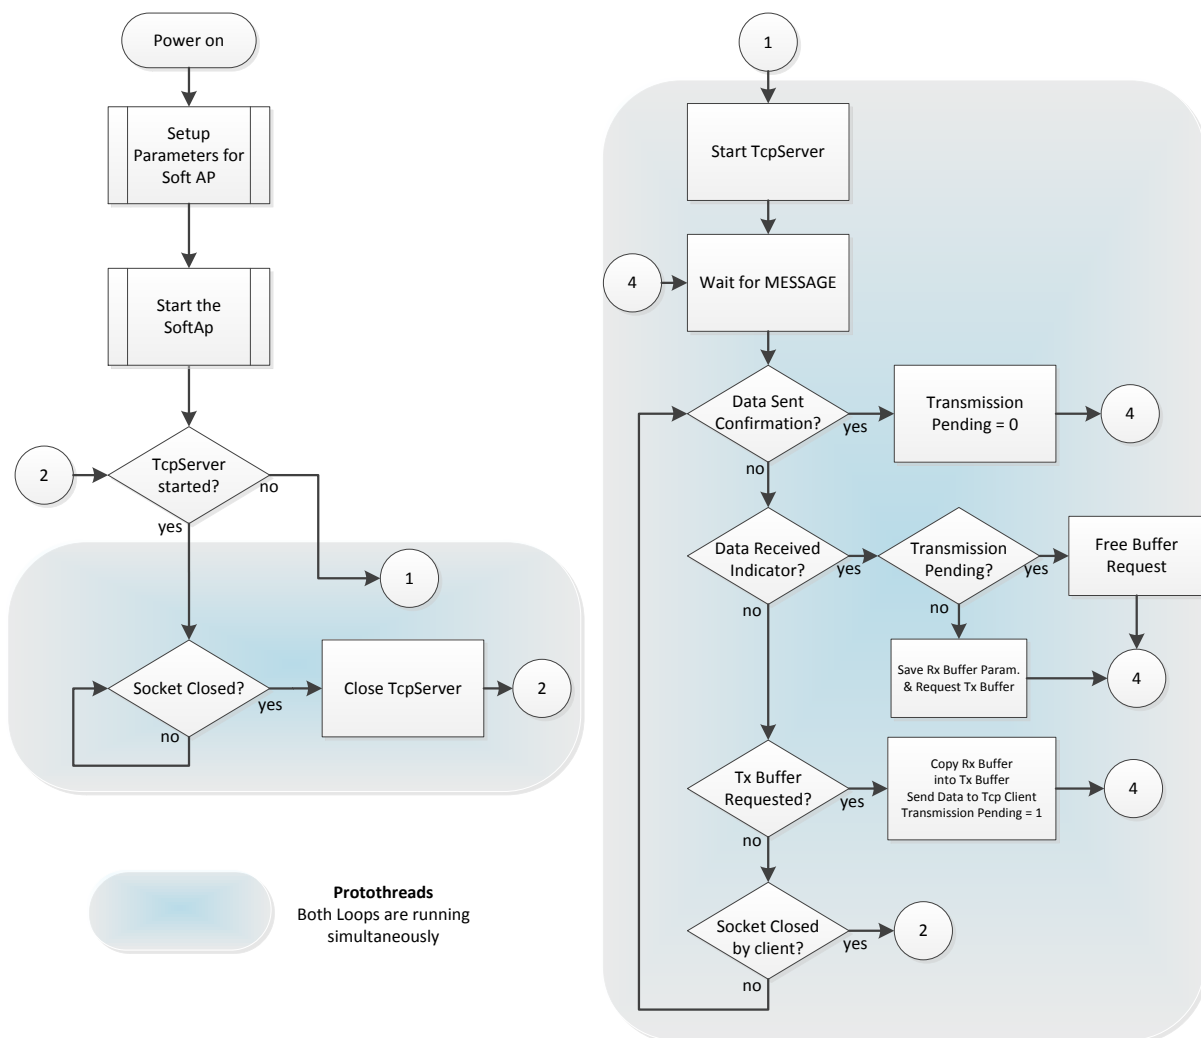 Power on
Setup
Parameters for
Soft AP
Start the
SoftAp
2
TcpServer
started?
no
yes
1
Socket Closed?
yes
no
Close TcpServer
2
Protothreads
Both Loops are running
simultaneously
1
Start TcpServer
4
Wait for MESSAGE
Data Sent
Confirmation?
yes
no
Transmission
Pending = 0
4
Data Received
Indicator?
yes
no
Transmission
Pending?
yes
no
Free Buffer
Request
Save Rx Buffer Param.
& Request Tx Buffer
4
Tx Buffer
Requested?
yes
no
Copy Rx Buffer
into Tx Buffer
Send Data to Tcp Client
Transmission Pending = 1
4
Socket Closed
by client?
yes
no
2